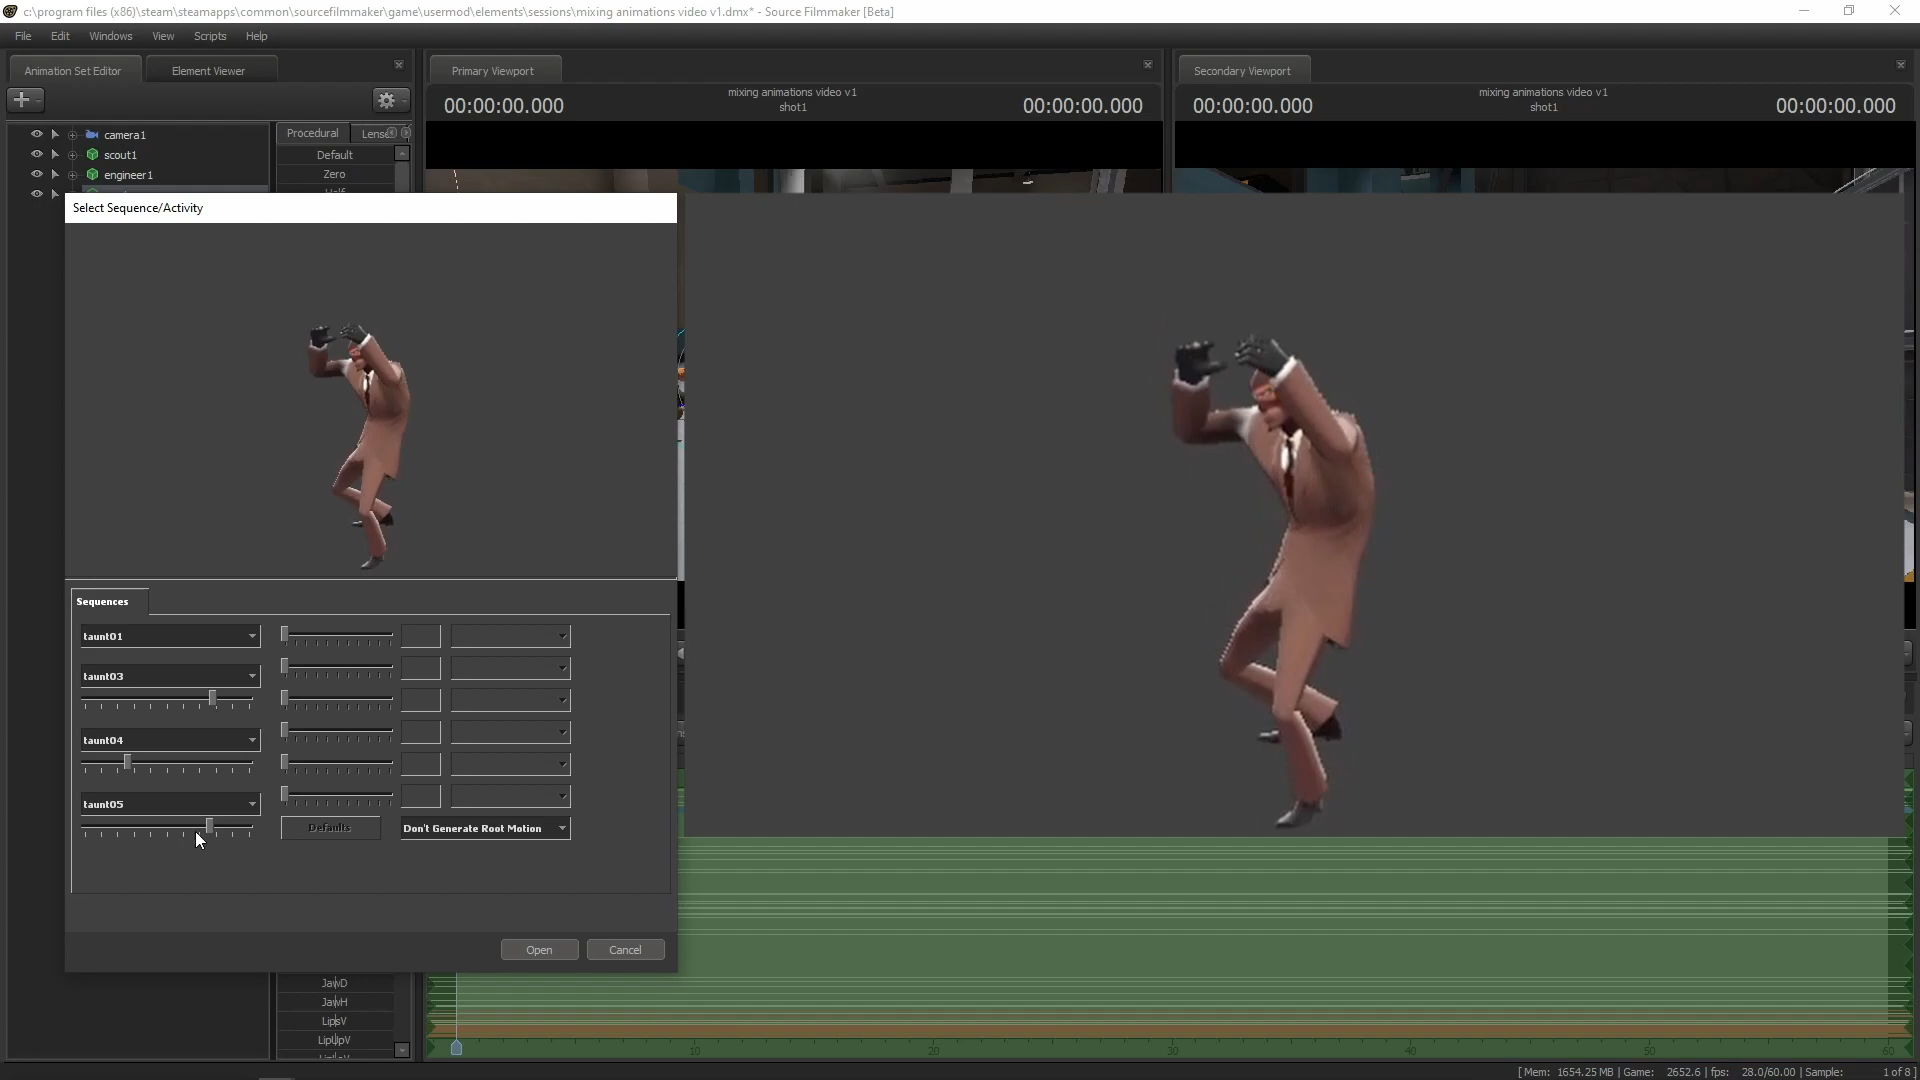 c:\program files (x86)\steam\steamapps\common\sourcefilmmaker\game\usermod\elements\sessions\mixing animations video v1.dmx* - Source Filmmaker [Beta]
File Edit Windows View Scripts Help
Animation Set Editor Element Viewer Primary Viewport Secondary Viewport
00:00:00.000 mixing animations video v1 shot1 00:00:00.000
00:00:00.000 mixing animations video v1 shot1 00:00:00.000
camera1
scout1
engineer1
Procedural
Default
Zero
Half
Select Sequence/Activity
Sequences
taunt01
taunt03
taunt04
taunt05
Defaults
Don't Generate Root Motion
Open Cancel
JawD
JawH
LipsV
LipUpV
10 20 30 40 50 60
[ Mem: 1654.25 MB | Game: 2652.6 | fps: 28.0/60.00 | Sample: 1 of 8 ]